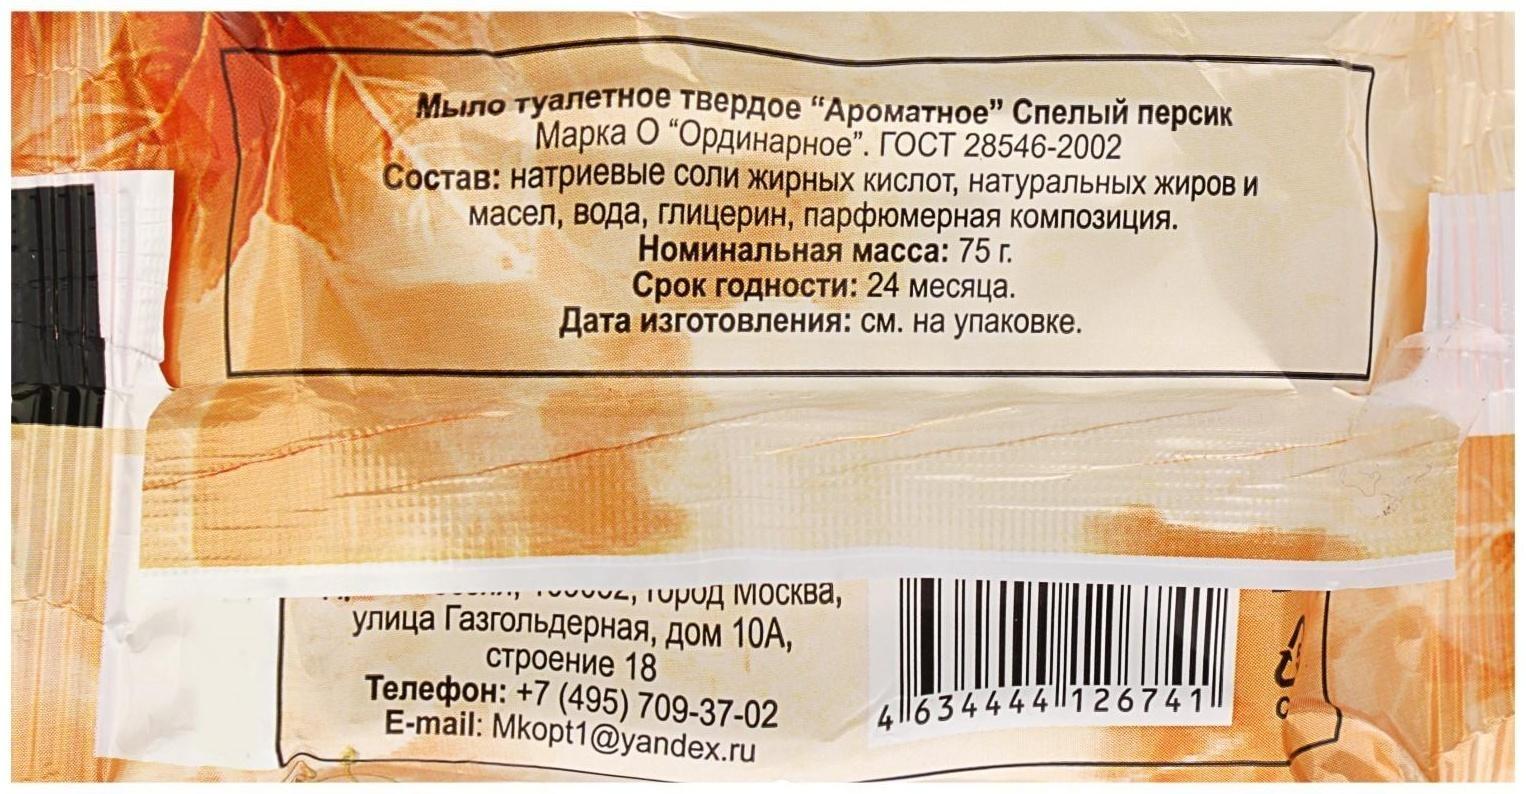 Мыло туалетное твердое “Ароматное” Спелый персик
Марка О “Ординарное”. ГОСТ 28546-2002
Состав: натриевые соли жирных кислот, натуральных жиров и
масел, вода, глицерин, парфюмерная композиция.
Номинальная масса: 75 г.
Срок годности: 24 месяца.
Дата изготовления: см. на упаковке.
город Москва,
улица Газгольдерная, дом 10А,
строение 18
Телефон: +7 (495) 709-37-02
E-mail: Mkopt1@yandex.ru
4 634444 126741